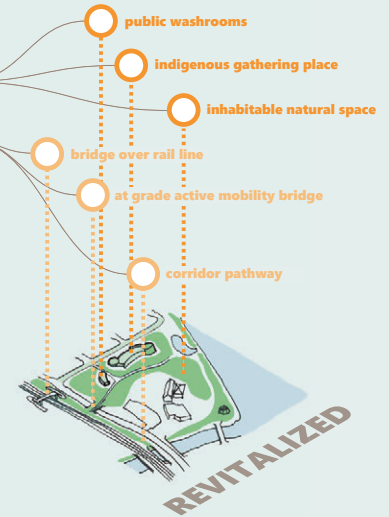 public washrooms
indigenous gathering place
inhabitable natural space
bridge over rail line
at grade active mobility bridge
corridor pathway
REVITALIZED